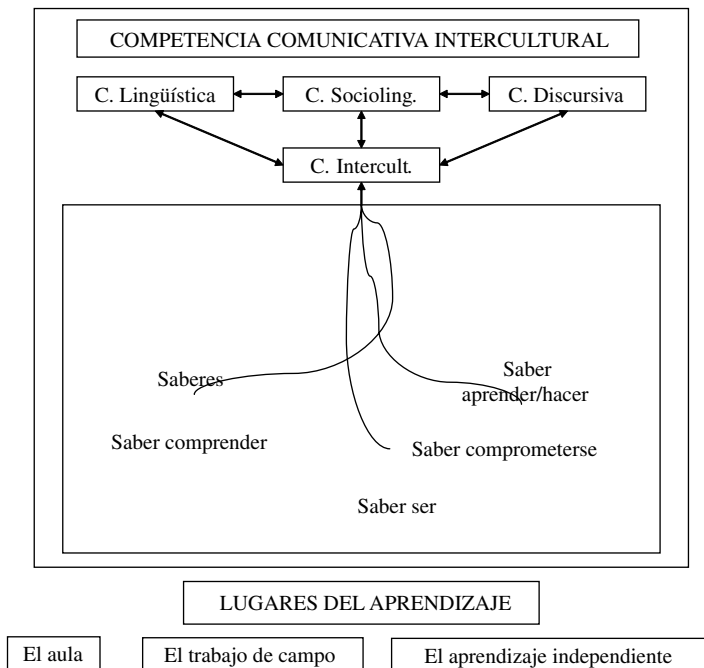 COMPETENCIA COMUNICATIVA INTERCULTURAL
C. Lingüística
C. Socioling.
C. Discursiva
C. Intercult.
Saberes
Saber
aprender/hacer
Saber comprender
Saber comprometerse
Saber ser
LUGARES DEL APRENDIZAJE
El aula
El trabajo de campo
El aprendizaje independiente